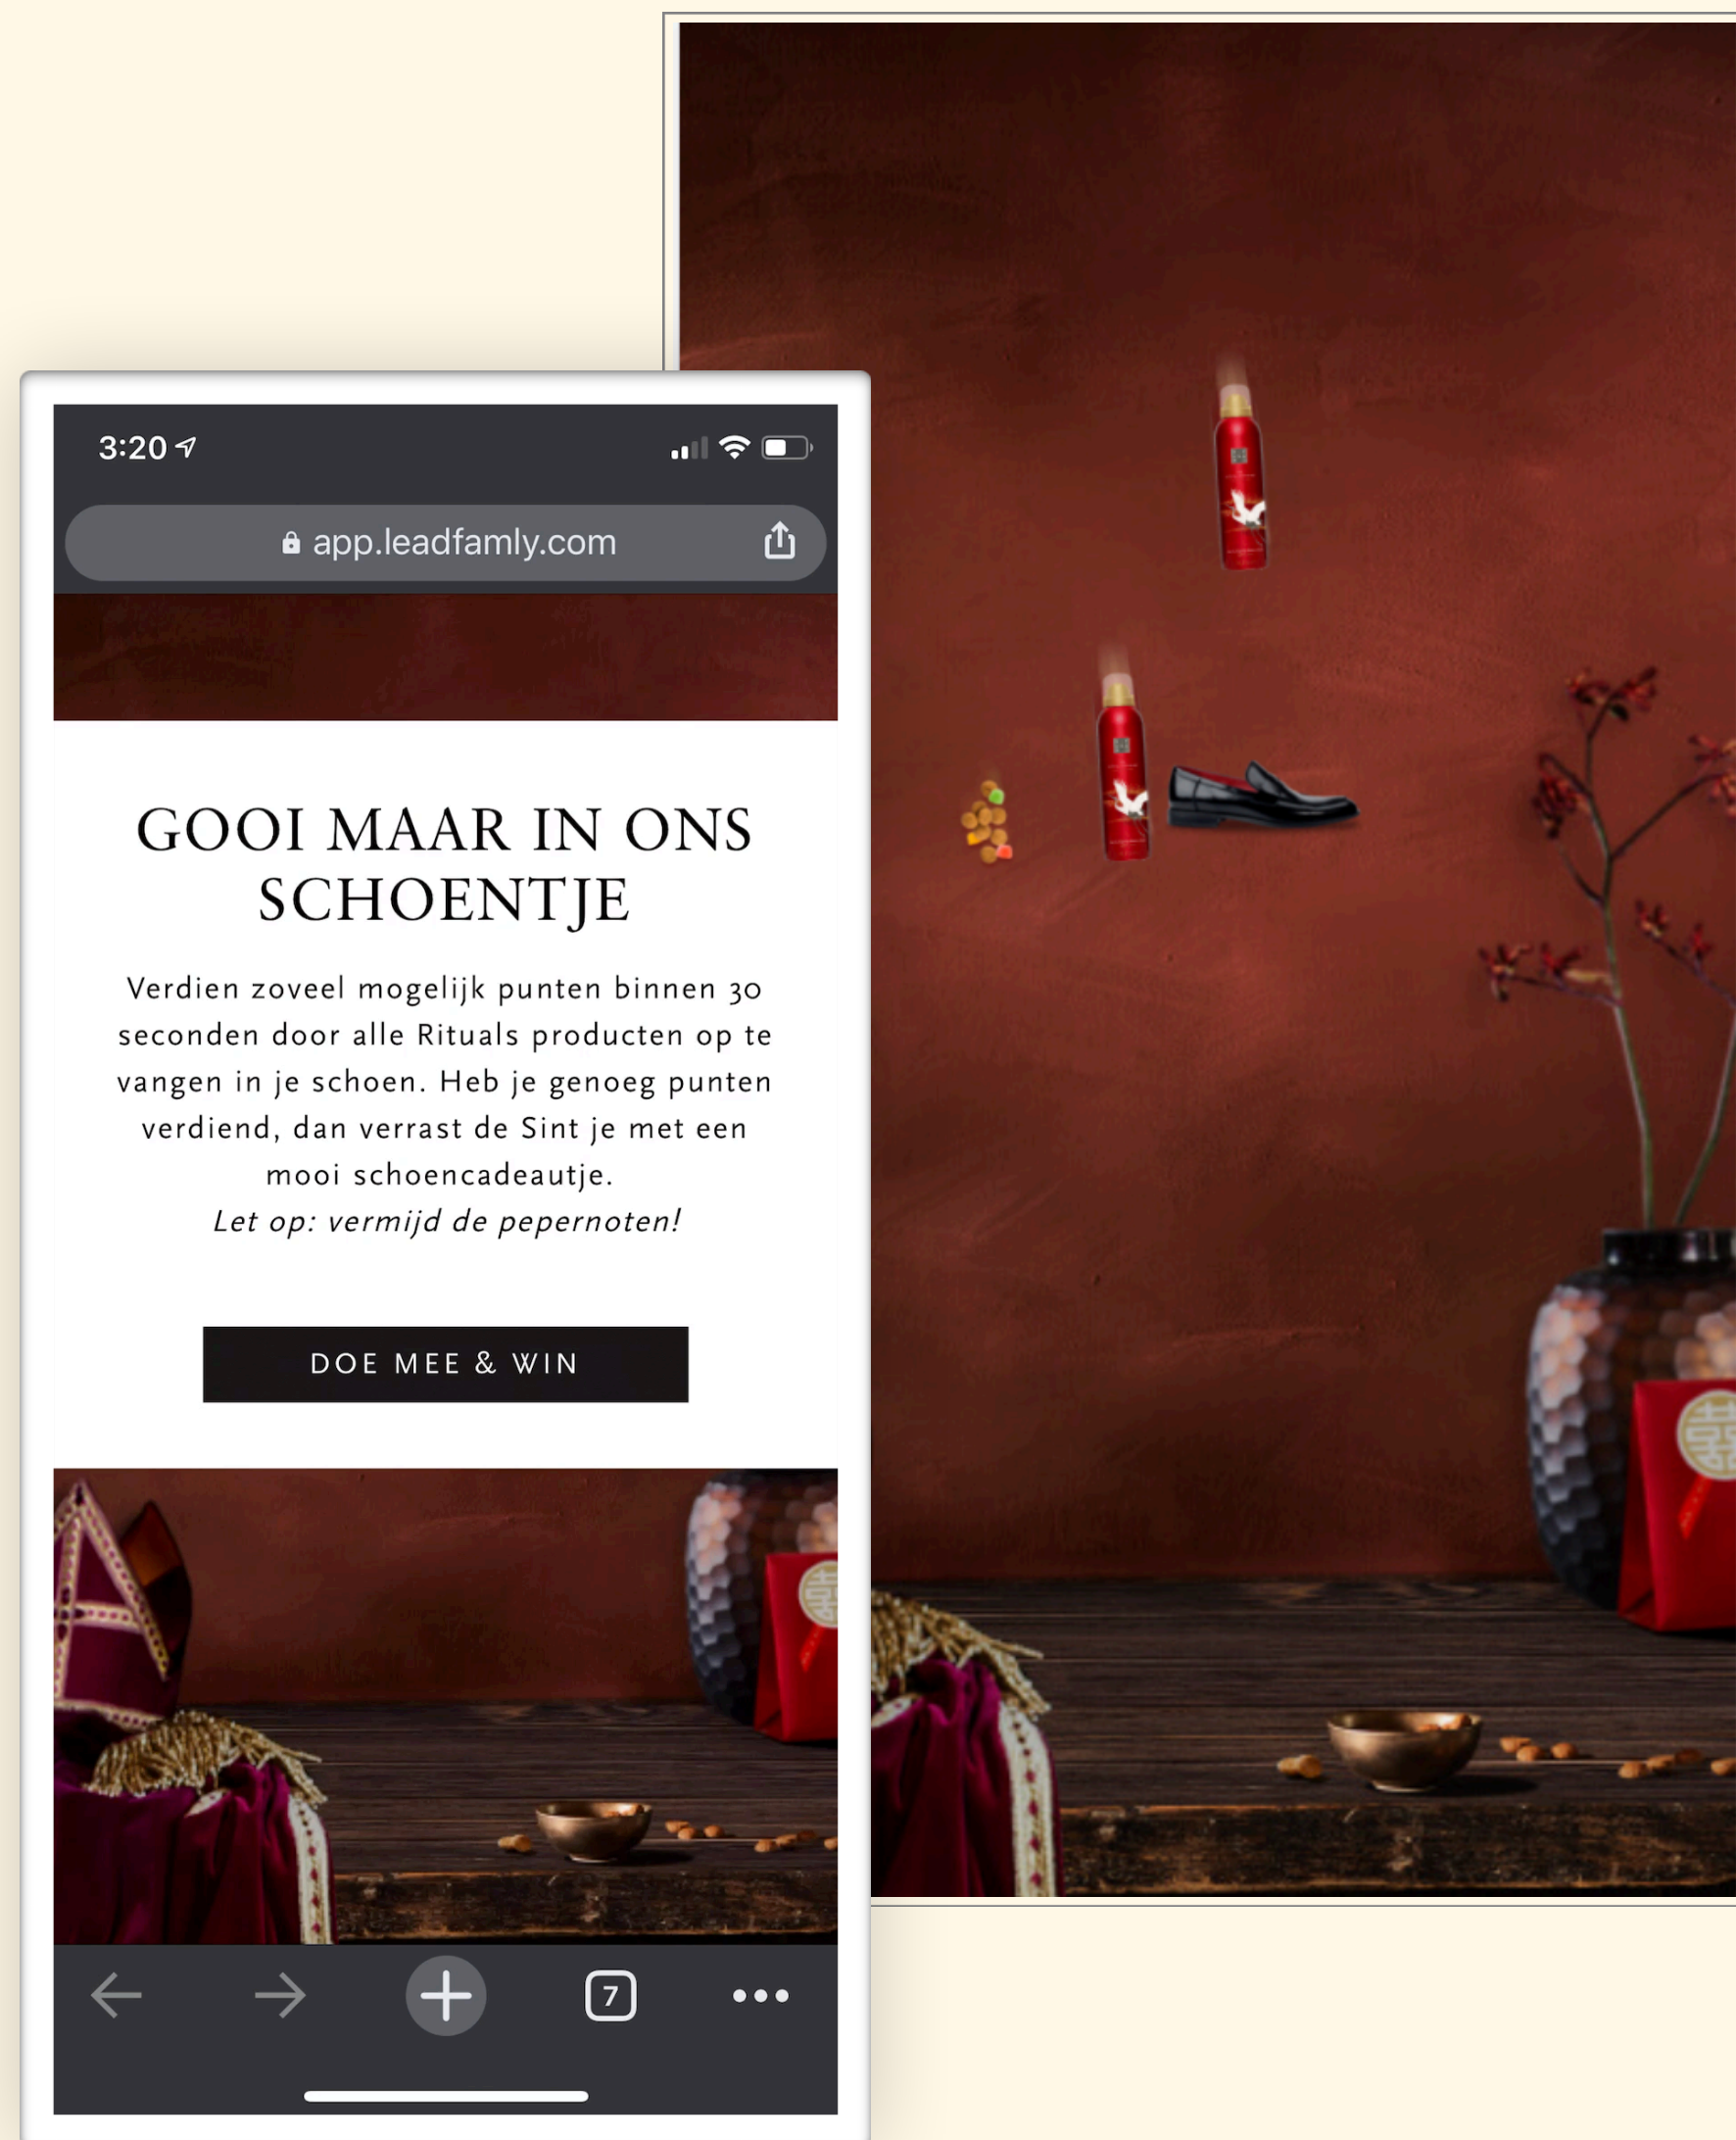 3:20
app.leadfamly.com
GOOI MAAR IN ONS
SCHOENTJE
Verdien zoveel mogelijk punten binnen 30
seconden door alle Rituals producten op te
vangen in je schoen. Heb je genoeg punten
verdiend, dan verrast de Sint je met een
mooi schoencadeautje.
Let op: vermijd de pepernoten!
DOE MEE & WIN
7